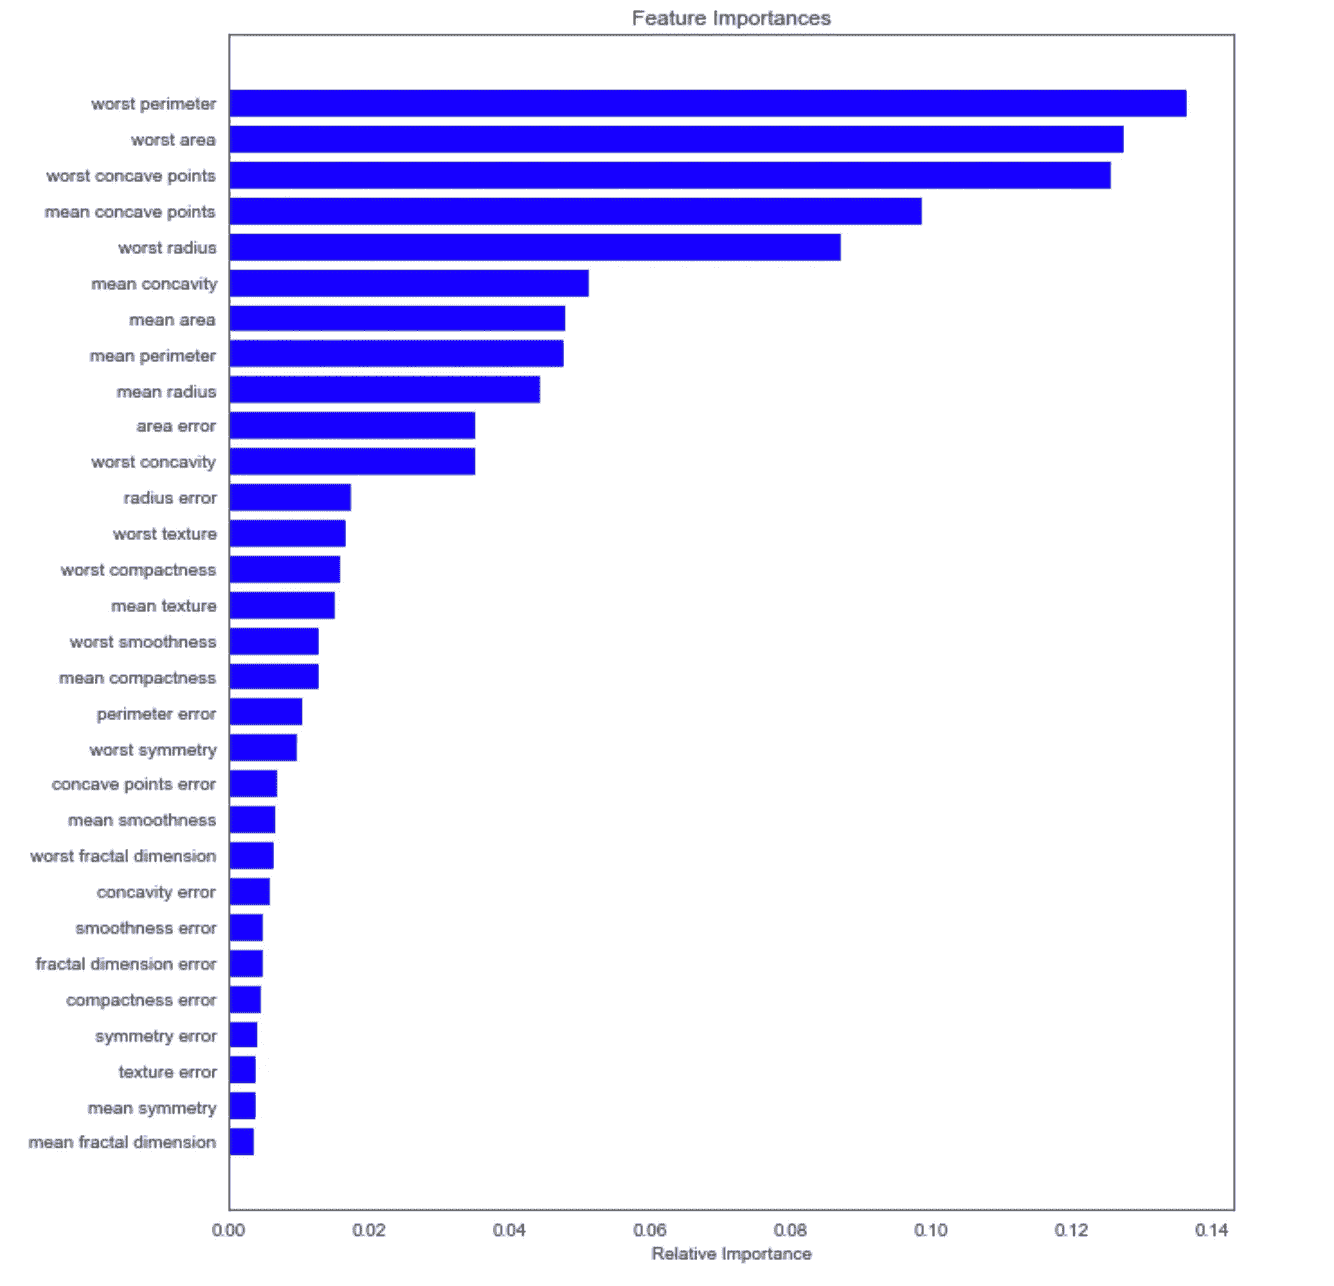 Feature Importances
worst perimeter
worst area
worst concave points
mean concave points
worst radius
mean concavity
mean area
mean perimeter
mean radius
area error
worst concavity
radius error
worst texture
worst compactness
mean texture
worst smoothness
mean compactness
perimeter error
worst symmetry
concave points error
mean smoothness
worst fractal dimension
concavity error
smoothness error
fractal dimension error
compactness error
symmetry error
texture error
mean symmetry
mean fractal dimension
0.00 0.02 0.04 0.06 0.08 0.10 0.12 0.14
Relative Importance